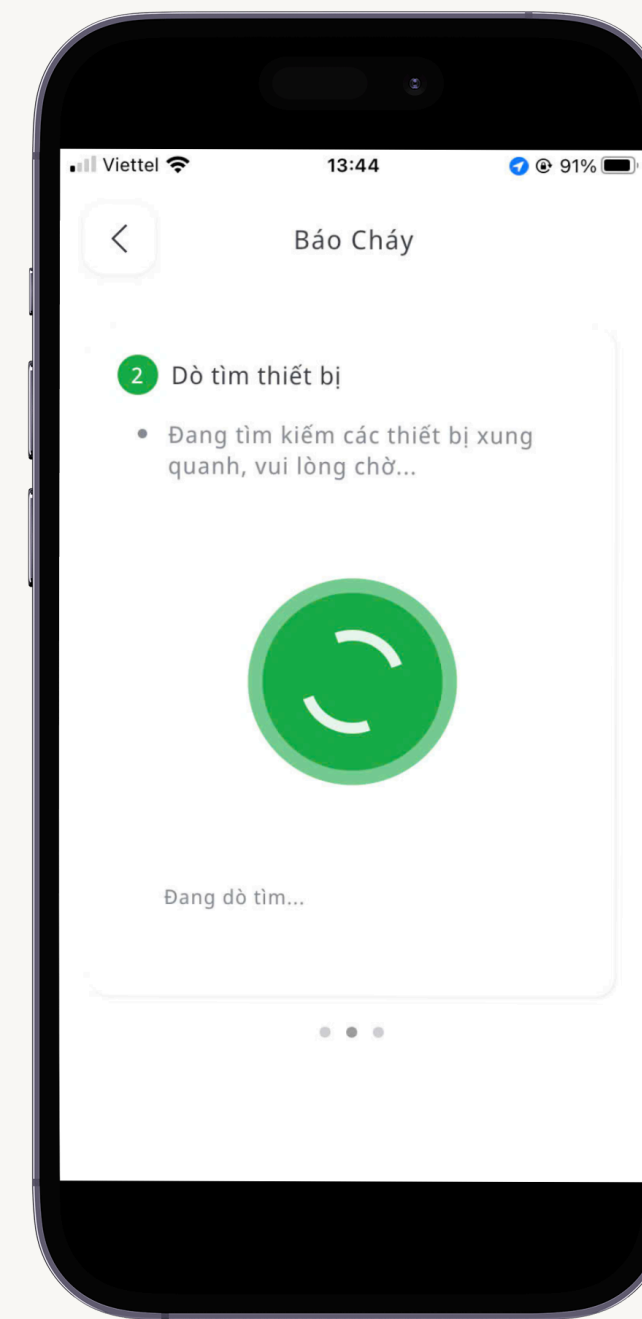 Viettel
13:44
91%
Báo Cháy
2 Dò tìm thiết bị
• Đang tìm kiếm các thiết bị xung
quanh, vui lòng chờ...
Đang dò tìm...